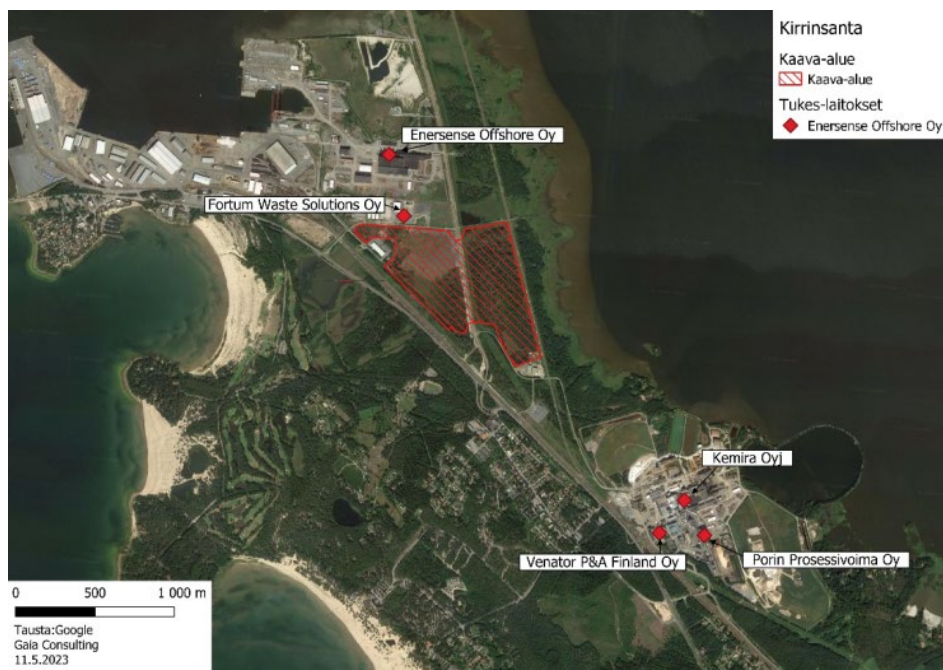 Kirrinsanta
Kaava-alue
Kaava-alue
Tukes-laitokset
Enersense Offshore Oy
Enersense Offshore Oy
Fortum Waste Solutions Oy
Kemira Oyj
Venator P&A Finland Oy
Porin Prosessivoima Oy
0 500 1 000 m
Tausta:Google
Gaia Consulting
11.5.2023